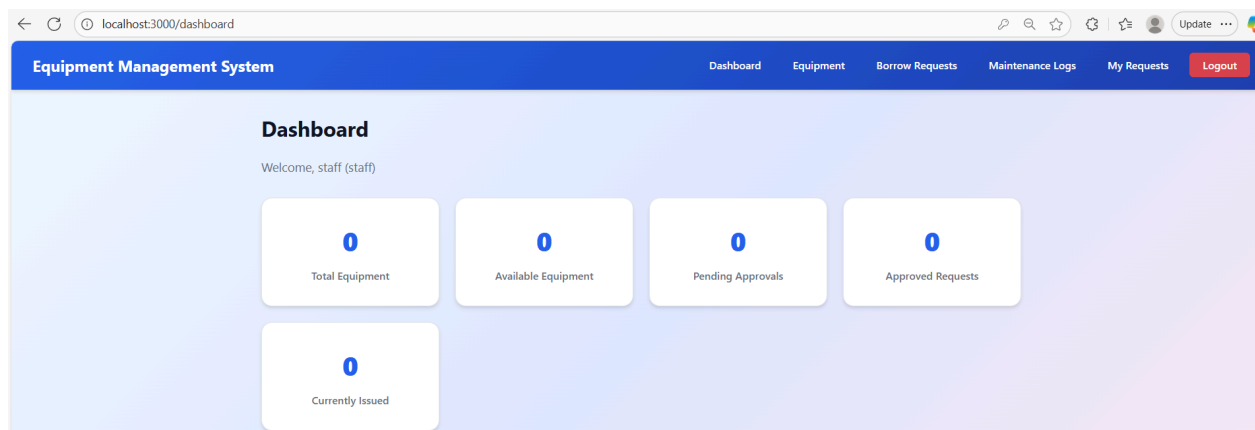 localhost:3000/dashboard
Update
Equipment Management System
Dashboard Equipment Borrow Requests Maintenance Logs My Requests Logout
Dashboard
Welcome, staff (staff)
0 0 0 0
Total Equipment Available Equipment Pending Approvals Approved Requests
0
Currently Issued